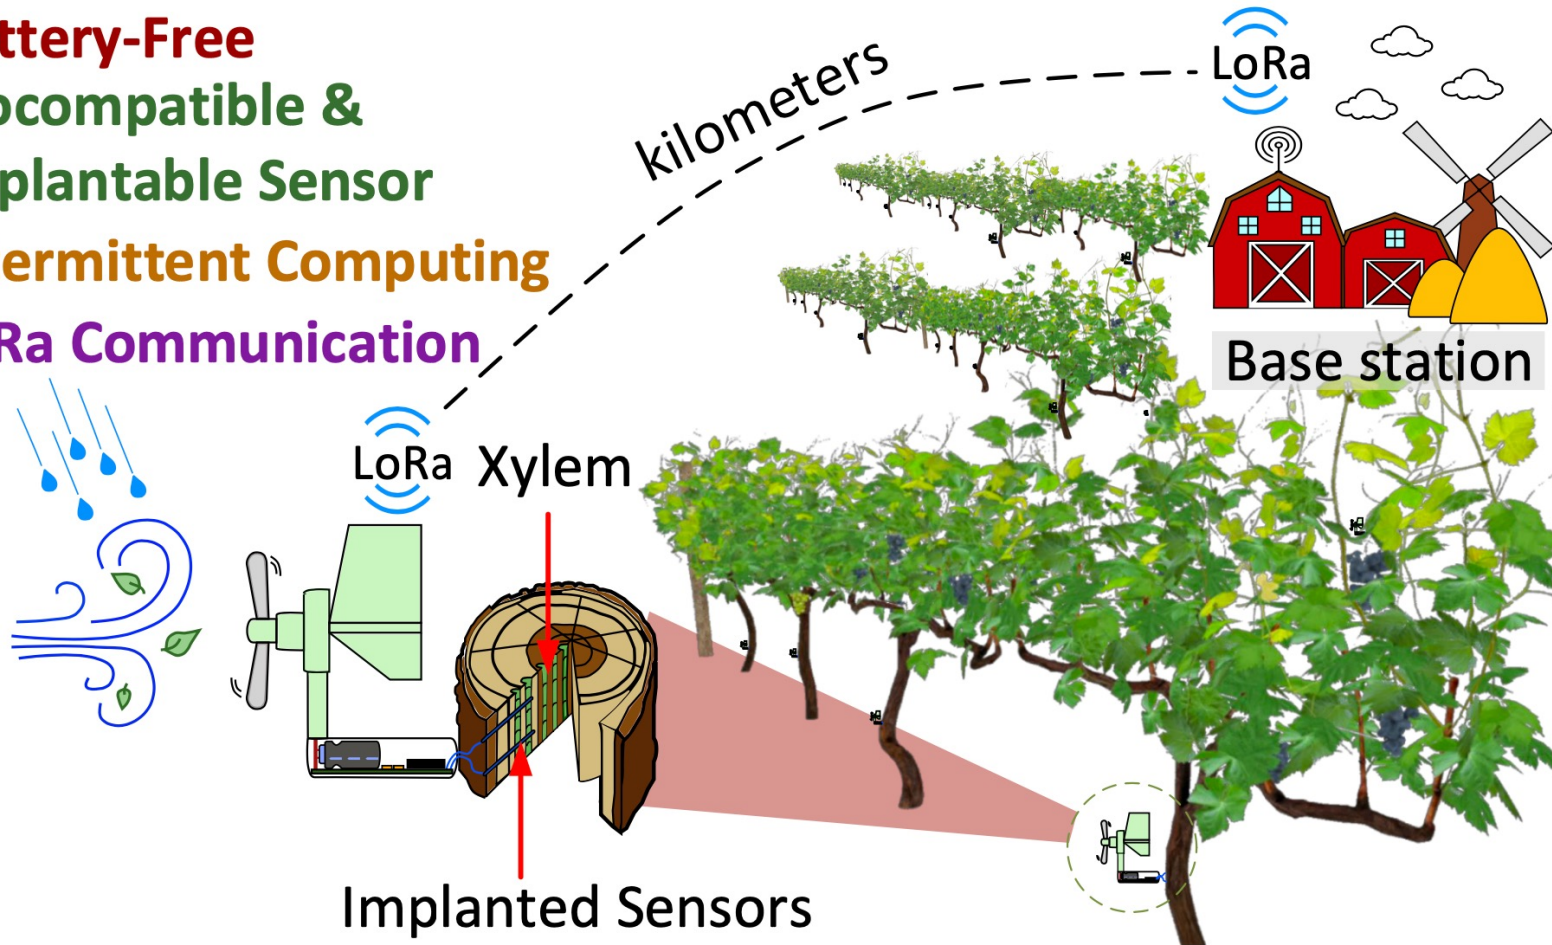 ttery-Free
ocompatible &
plantable Sensor
ermittent Computing
Ra Communication
kilometers
LoRa
Base station
LoRa
Xylem
Implanted Sensors